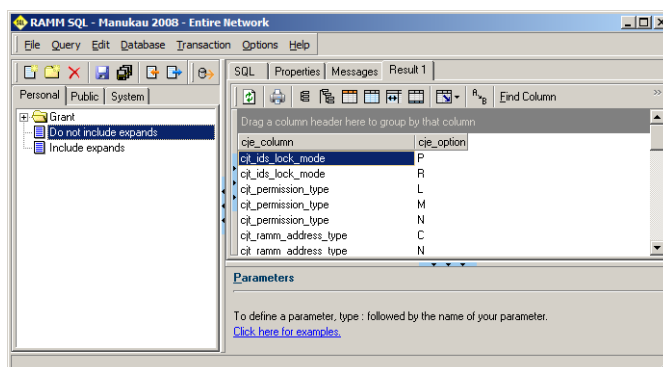 RAMM SQL - Manukau 2008 - Entire Network
File Query Edit Database Transaction Options Help
SQL Properties Messages Result 1
Personal Public System
Find Column
Grant
Do not include expands
Include expands
Drag a column header here to group by that column
cje_column cje_option
cjt_ids_lock_mode P
cjt_ids_lock_mode R
cjt_permission_type L
cjt_permission_type M
cjt_permission_type N
cjt_ramm_address_type C
cjt_ramm_address_type N
Parameters
To define a parameter, type : followed by the name of your parameter.
Click here for examples.